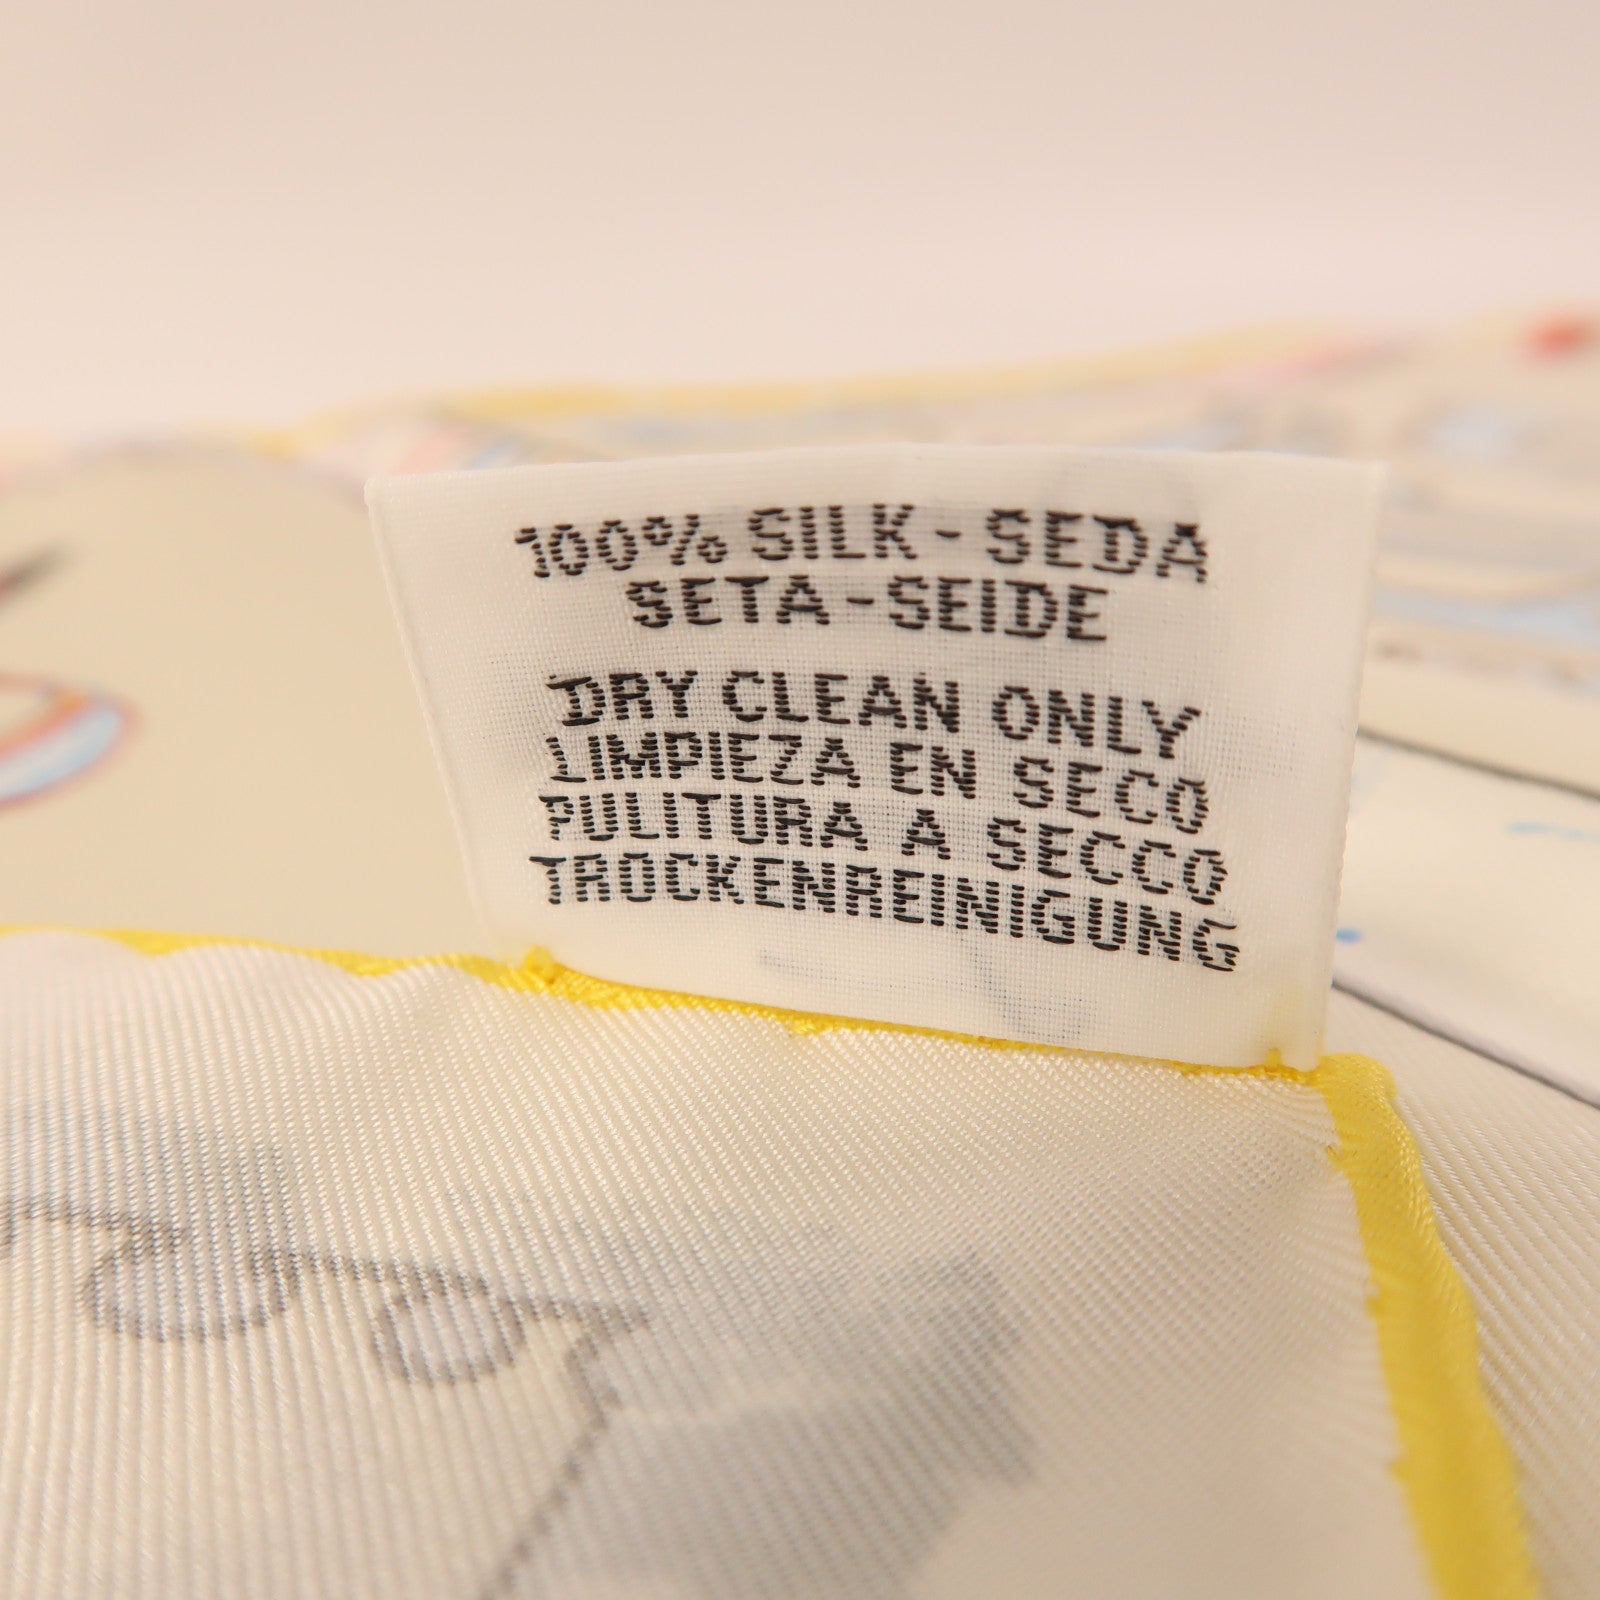 100% SILK - SEDA
SETA - SEIDE
DRY CLEAN ONLY
LIMPIEZA EN SECO
PULITURA A SECCO
TROCKENREINIGUNG